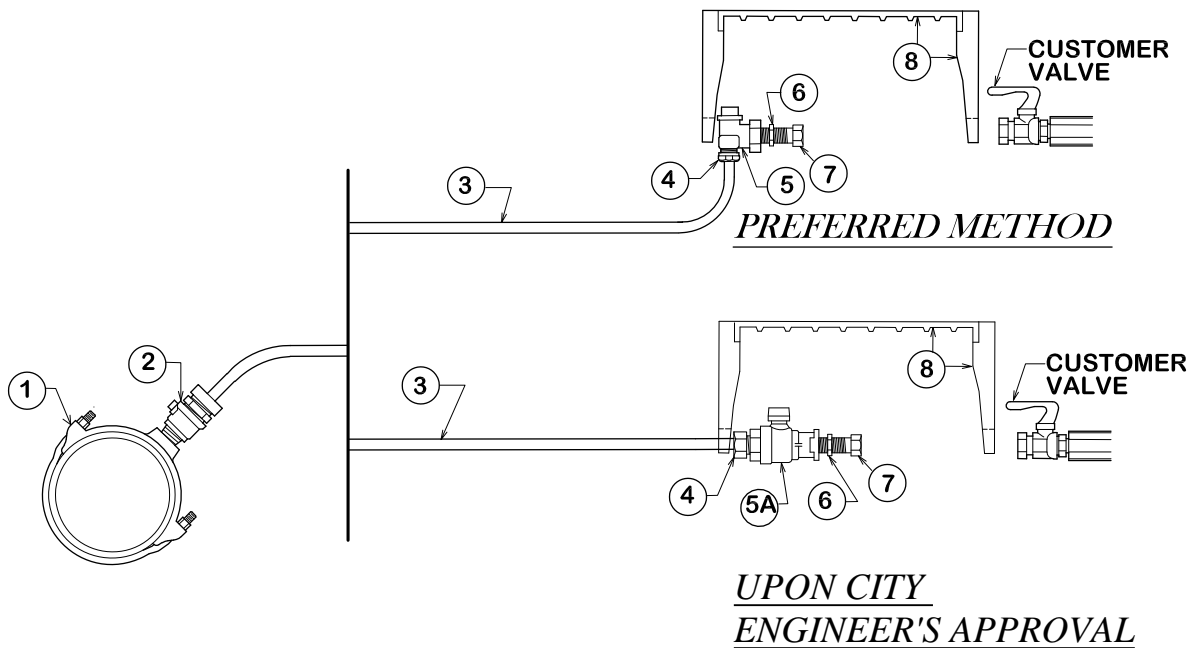 8
CUSTOMER
VALVE
6
4
5
7
3
PREFERRED METHOD
1
2
3
8
CUSTOMER
VALVE
4
5A
6
7
UPON CITY
ENGINEER'S APPROVAL